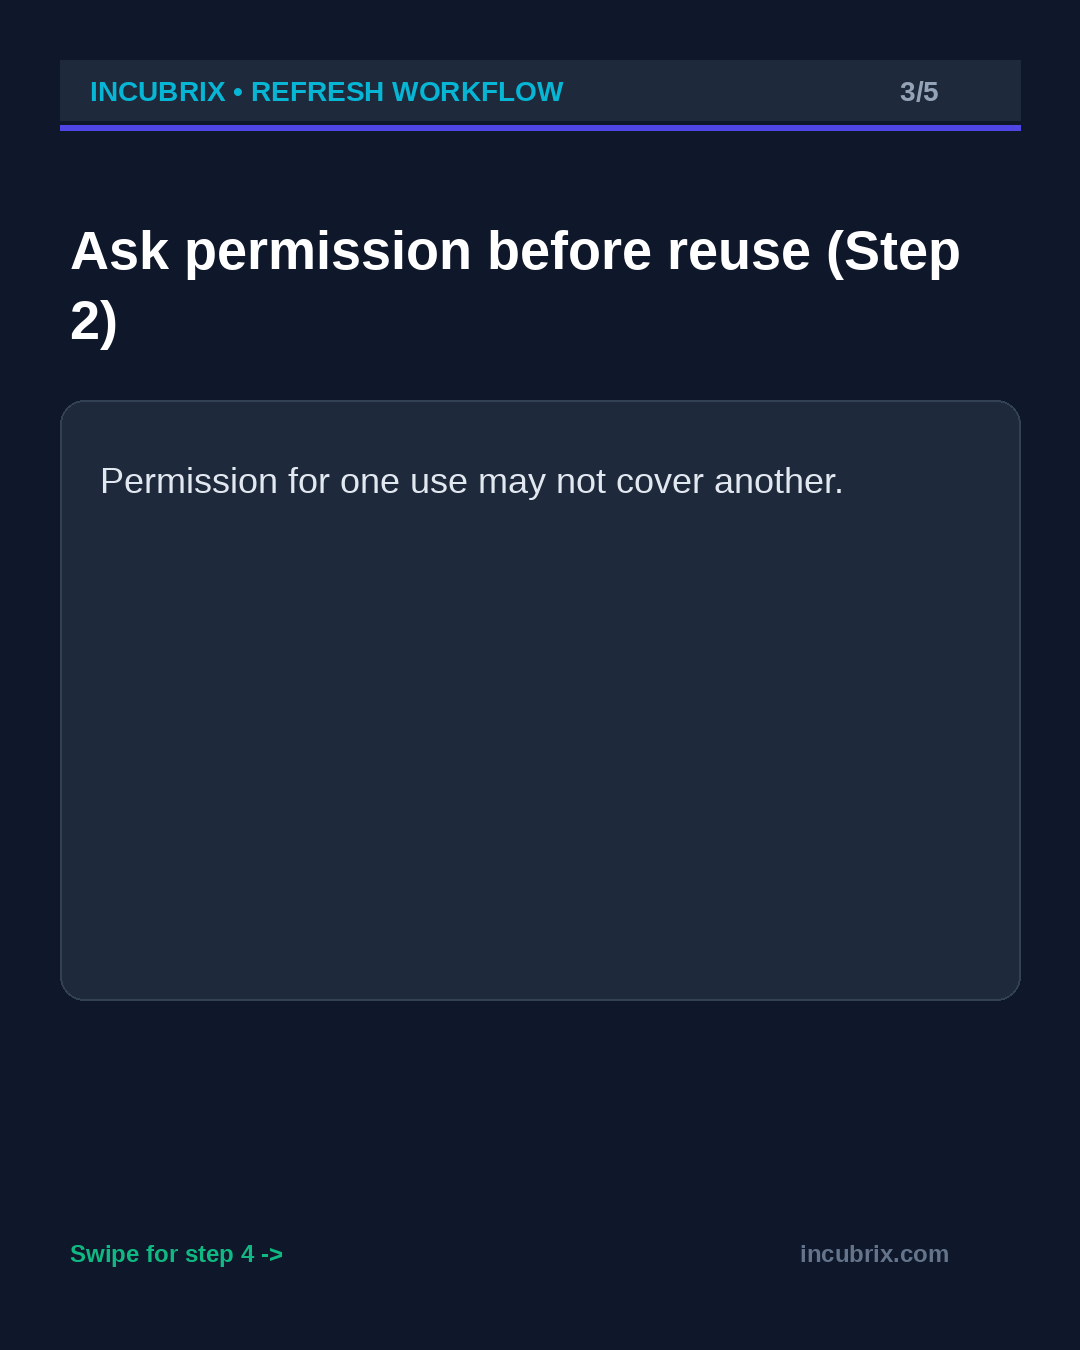 INCUBRIX • REFRESH WORKFLOW 3/5
Ask permission before reuse (Step
2)
Permission for one use may not cover another.
Swipe for step 4 -> incubrix.com